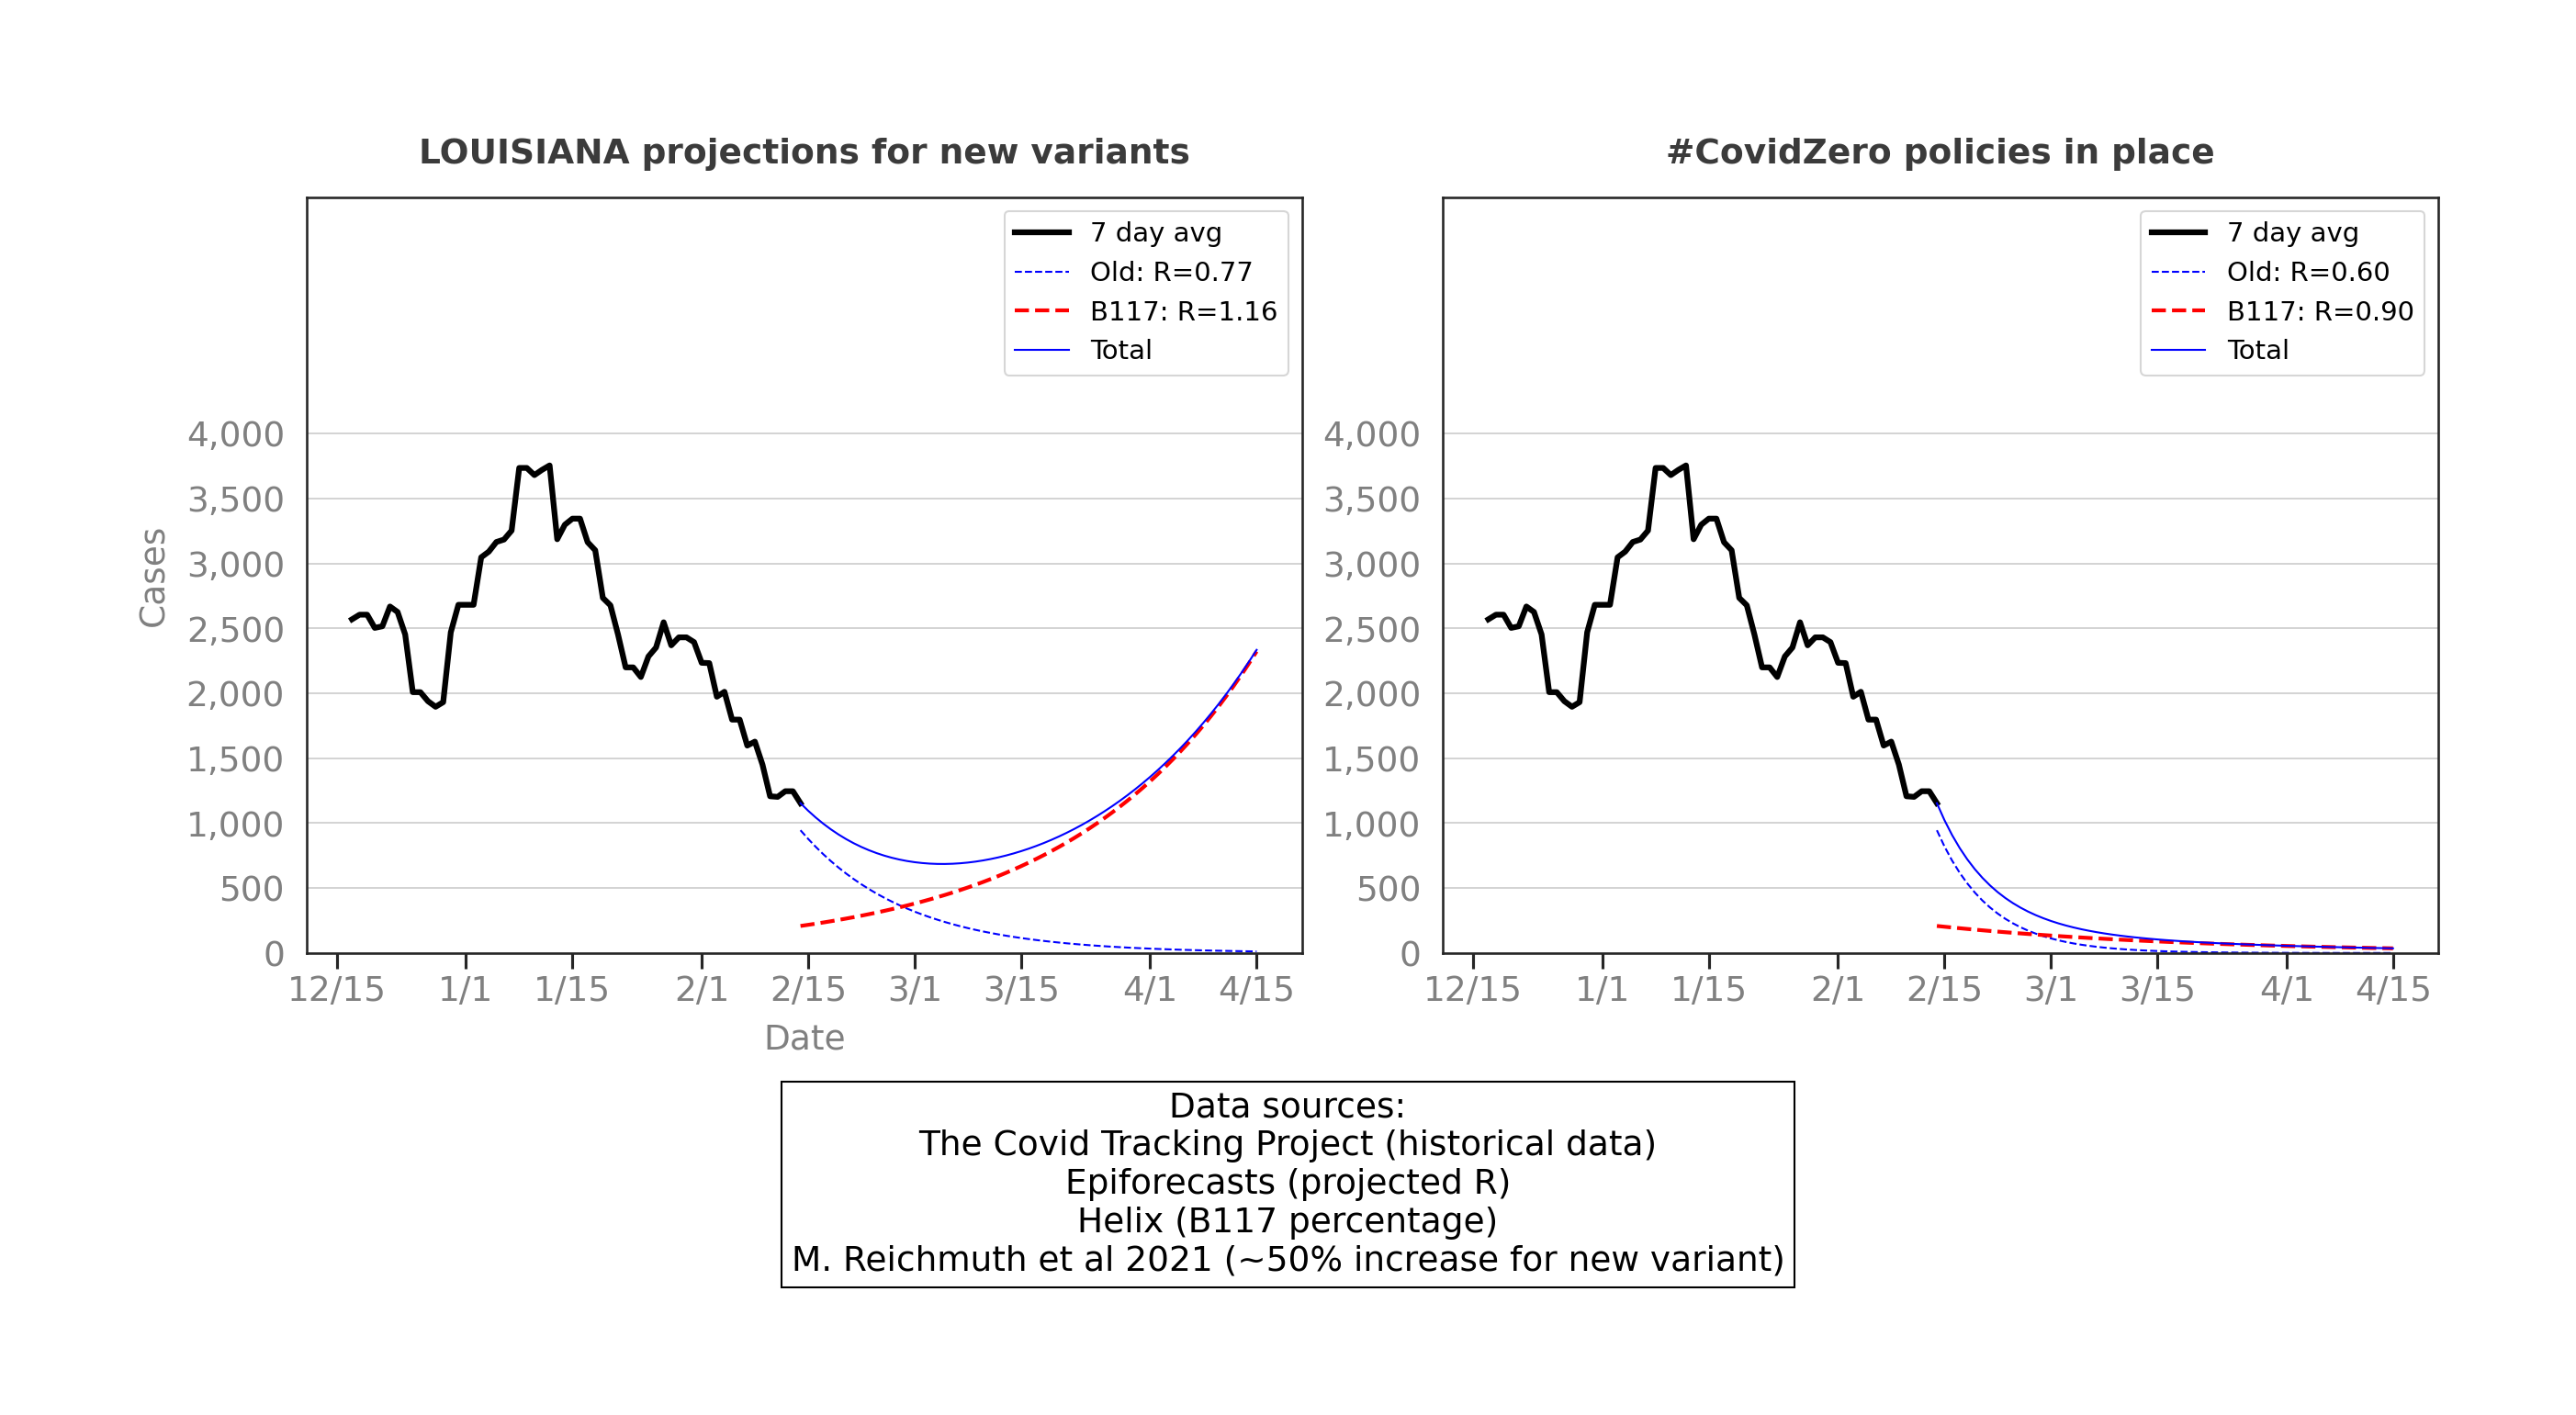 LOUISIANA projections for new variants
7 day avg
Old: R=0.77
B117: R=1.16
Total
Cases
4,000
3,500
3,000
2,500
2,000
1,500
1,000
500
0
12/15 1/1 1/15 2/1 2/15 3/1 3/15 4/1 4/15
Date
#CovidZero policies in place
7 day avg
Old: R=0.60
B117: R=0.90
Total
4,000
3,500
3,000
2,500
2,000
1,500
1,000
500
0
12/15 1/1 1/15 2/1 2/15 3/1 3/15 4/1 4/15
Data sources:
The Covid Tracking Project (historical data)
Epiforecasts (projected R)
Helix (B117 percentage)
M. Reichmuth et al 2021 (~50% increase for new variant)